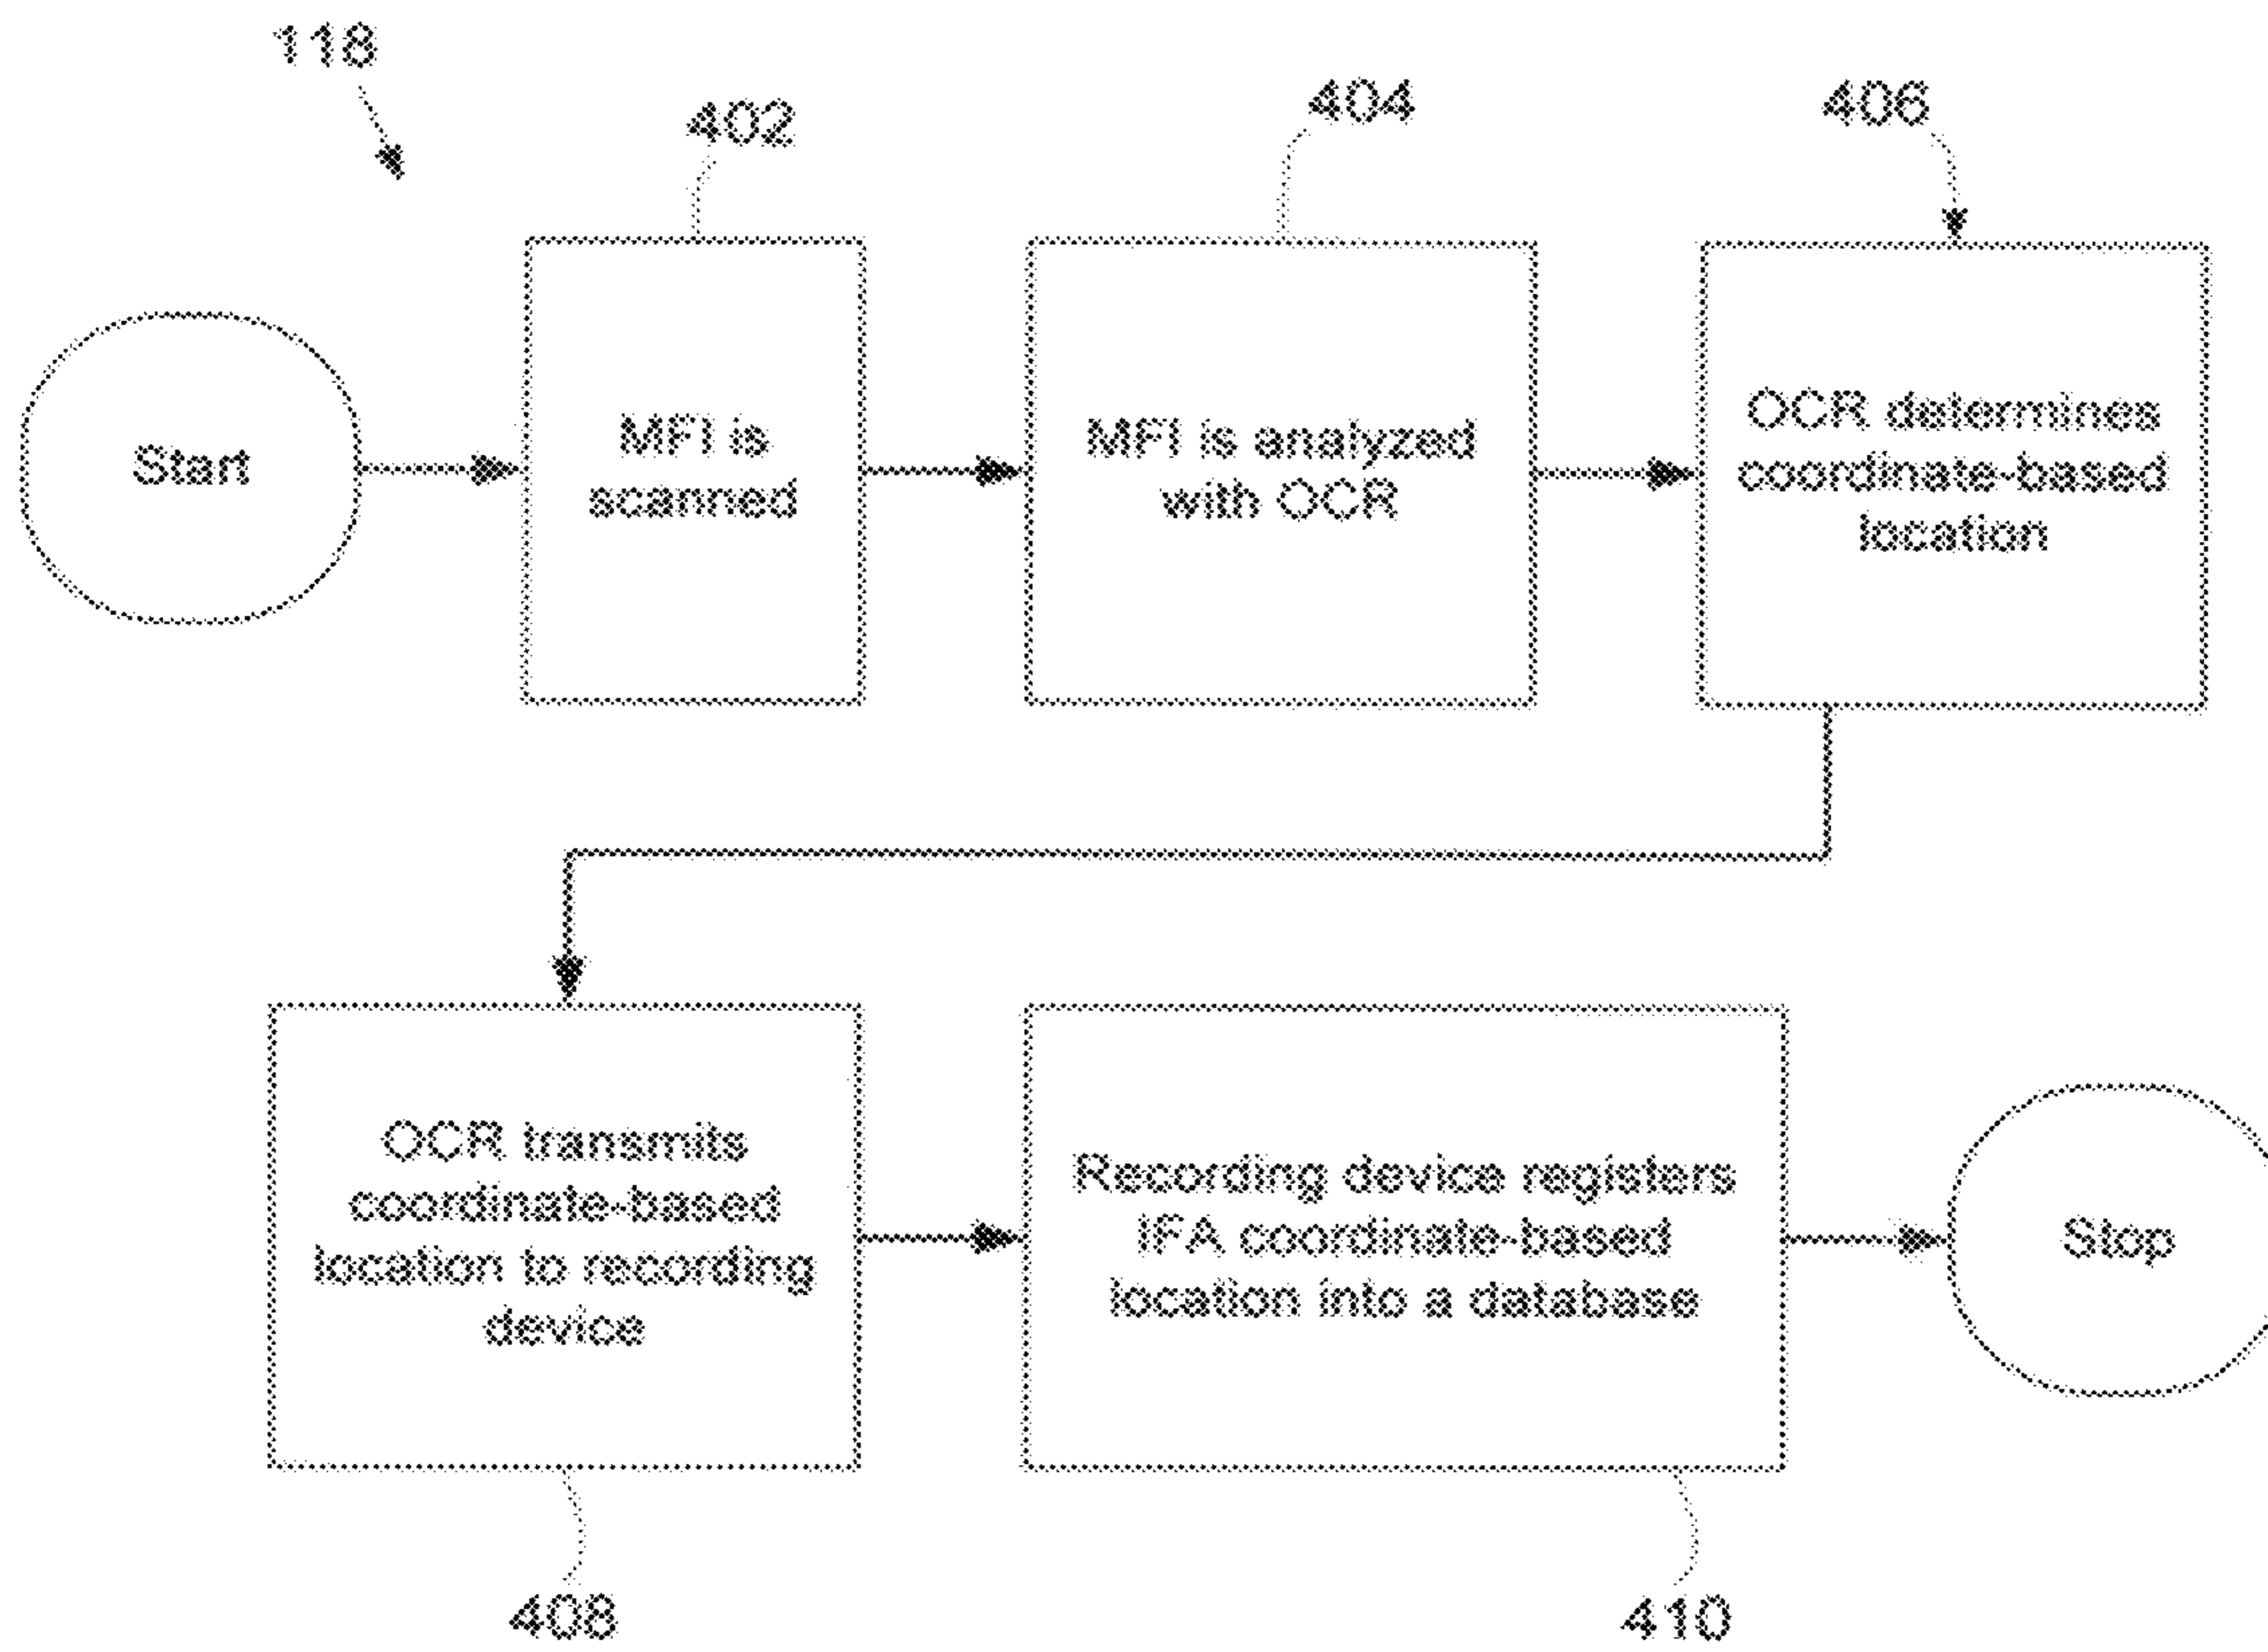 118
402
404
406
Start
MFI is
scanned
MFI is analyzed
with OCR
OCR determines
coordinate-based
location
OCR transmits
coordinate-based
location to recording
device
Recording device registers
IFA coordinate-based
location into a database
Stop
408
410